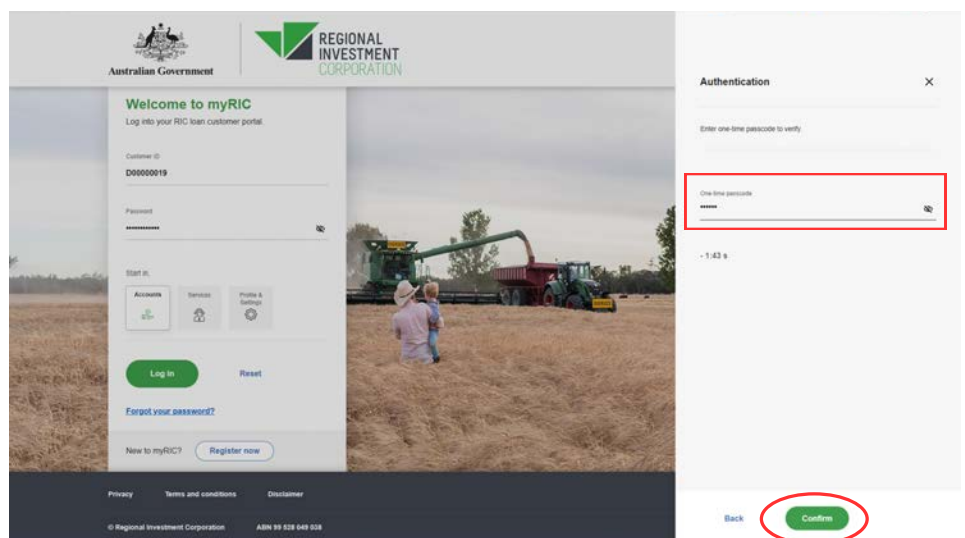 Australian Government
REGIONAL
INVESTMENT
CORPORATION
Welcome to myRIC
Log into your RIC loan customer portal.
Customer ID
D00000019
Password
••••••••••••
Start in,
Accounts
Services
Profile &
Settings
Log in
Reset
Forgot your password?
New to myRIC?
Register now
Privacy
Terms and conditions
Disclaimer
© Regional Investment Corporation
ABN 99 528 049 038
Authentication
Enter one-time passcode to verify
One-time passcode
••••••
- 1:43 s
Back
Confirm